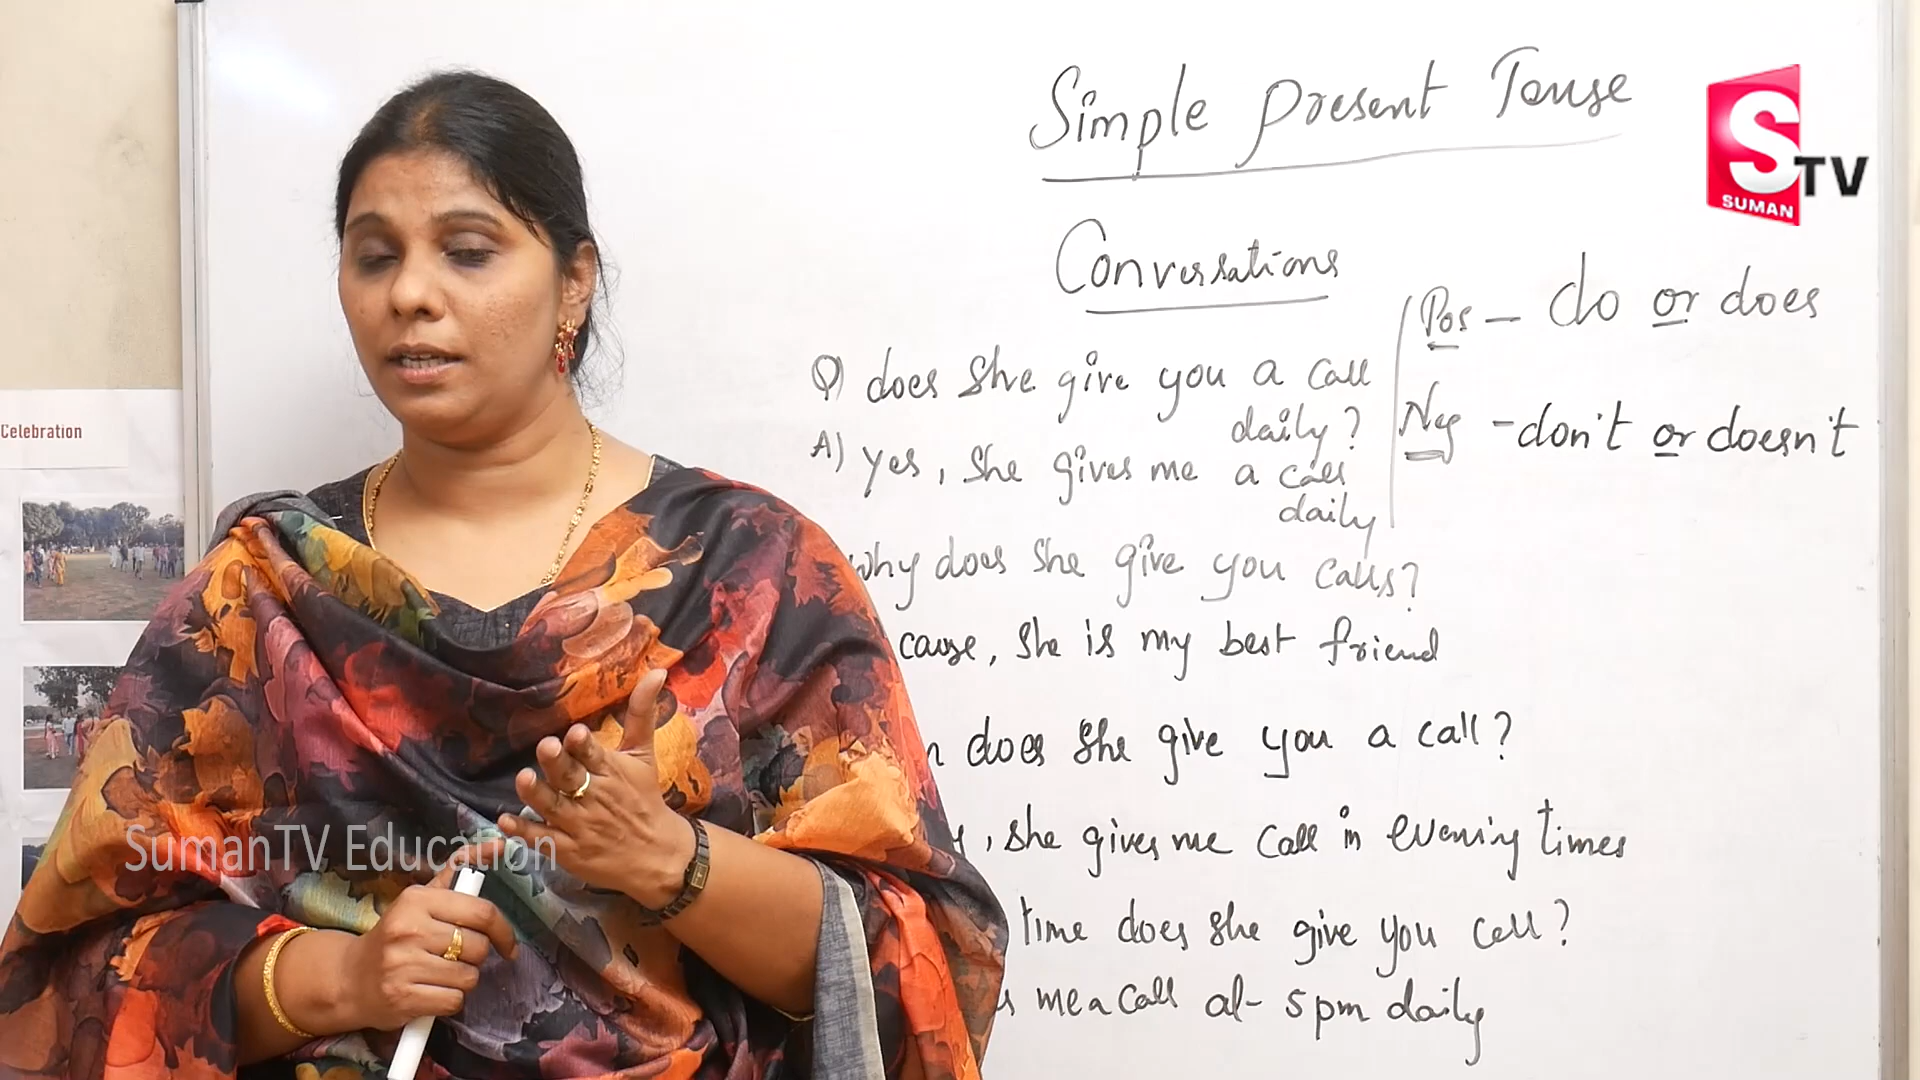 Simple Present Tense
S TV
SUMAN
Conversations
Pos - do or does
Q) does she give you a call
daily?
Neg - don't or doesn't
A) yes, she gives me a call
daily
Celebration
why does she give you calls?
cause, she is my best friend
does she give you a call?
, she gives me call in evening times
SumanTV Education
time does she give you call?
me a call at 5 pm daily